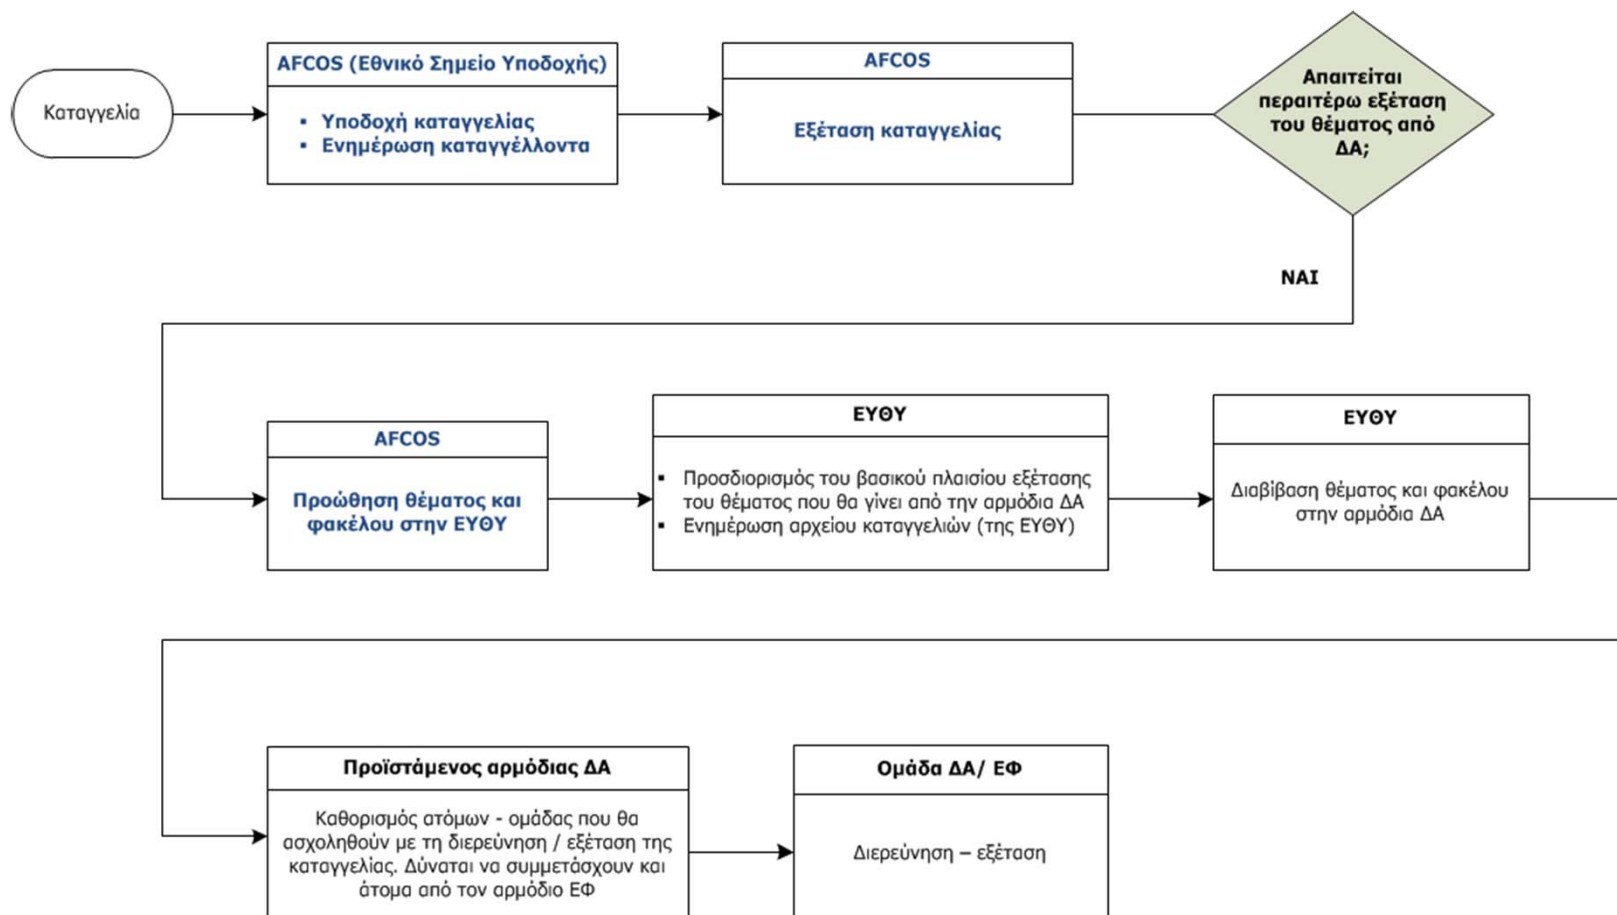 Καταγγελία
AFCOS (Εθνικό Σημείο Υποδοχής)
▪ Υποδοχή καταγγελίας
▪ Ενημέρωση καταγγέλλοντα
AFCOS
Εξέταση καταγγελίας
Απαιτείται
περαιτέρω εξέταση
του θέματος από
ΔΑ;
ΝΑΙ
AFCOS
Προώθηση θέματος και
φακέλου στην ΕΥΘΥ
ΕΥΘΥ
▪ Προσδιορισμός του βασικού πλαισίου εξέτασης
του θέματος που θα γίνει από την αρμόδια ΔΑ
▪ Ενημέρωση αρχείου καταγγελιών (της ΕΥΘΥ)
ΕΥΘΥ
Διαβίβαση θέματος και φακέλου
στην αρμόδια ΔΑ
Προϊστάμενος αρμόδιας ΔΑ
Καθορισμός ατόμων - ομάδας που θα
ασχοληθούν με τη διερεύνηση / εξέταση της
καταγγελίας. Δύναται να συμμετάσχουν και
άτομα από τον αρμόδιο ΕΦ
Ομάδα ΔΑ/ ΕΦ
Διερεύνηση – εξέταση